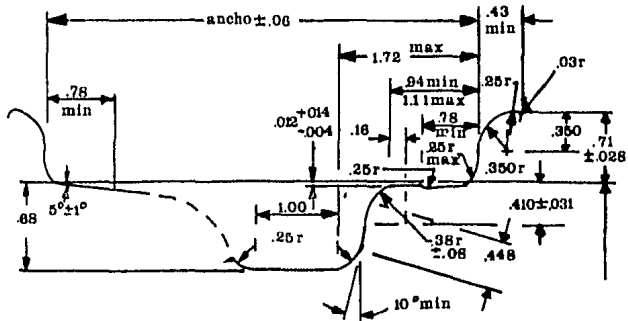 ancho±.06
.43
min
1.72 max
.03r
.25r
.94min
1.11max
.78
min
.012 +.014
-.004
.16
.78
min
.350
.71
±.028
.25r
max
.25r
.350r
.68
5°±1°
1.00
.410±.031
.25r
.38r
±.06
.448
10°min